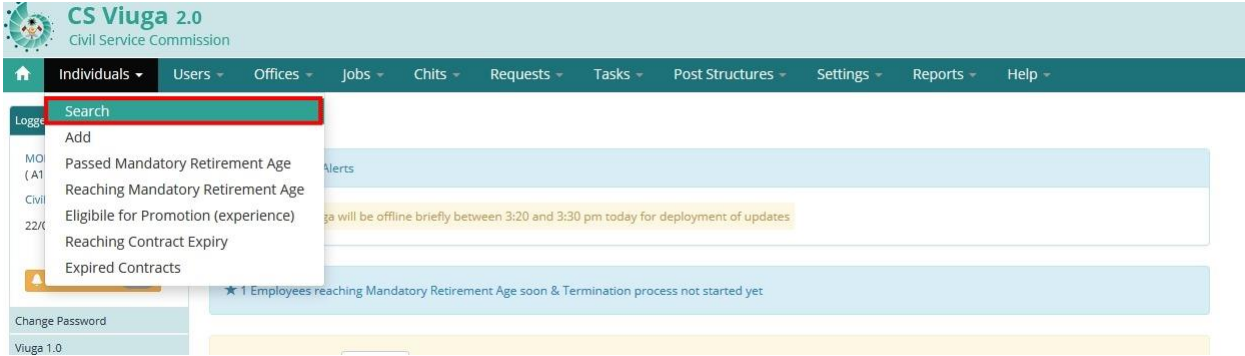 CS Viuga 2.0
Civil Service Commission
Individuals Users Offices Jobs Chits Requests Tasks Post Structures Settings Reports Help
Search
Add
Passed Mandatory Retirement Age
Reaching Mandatory Retirement Age
Eligibile for Promotion (experience)
Reaching Contract Expiry
Expired Contracts
Alerts
will be offline briefly between 3:20 and 3:30 pm today for deployment of updates
★ 1 Employees reaching Mandatory Retirement Age soon & Termination process not started yet
Change Password
Viuga 1.0